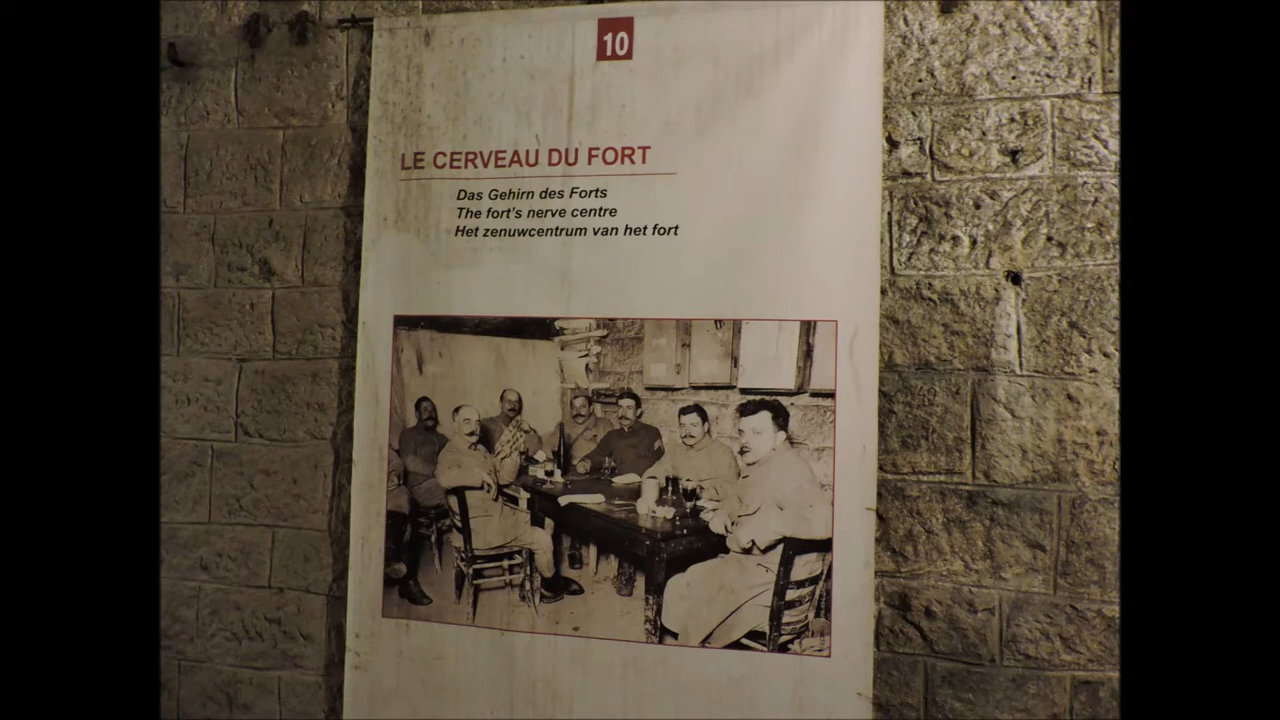 10
LE CERVEAU DU FORT
Das Gehirn des Forts
The fort's nerve centre
Het zenuwcentrum van het fort